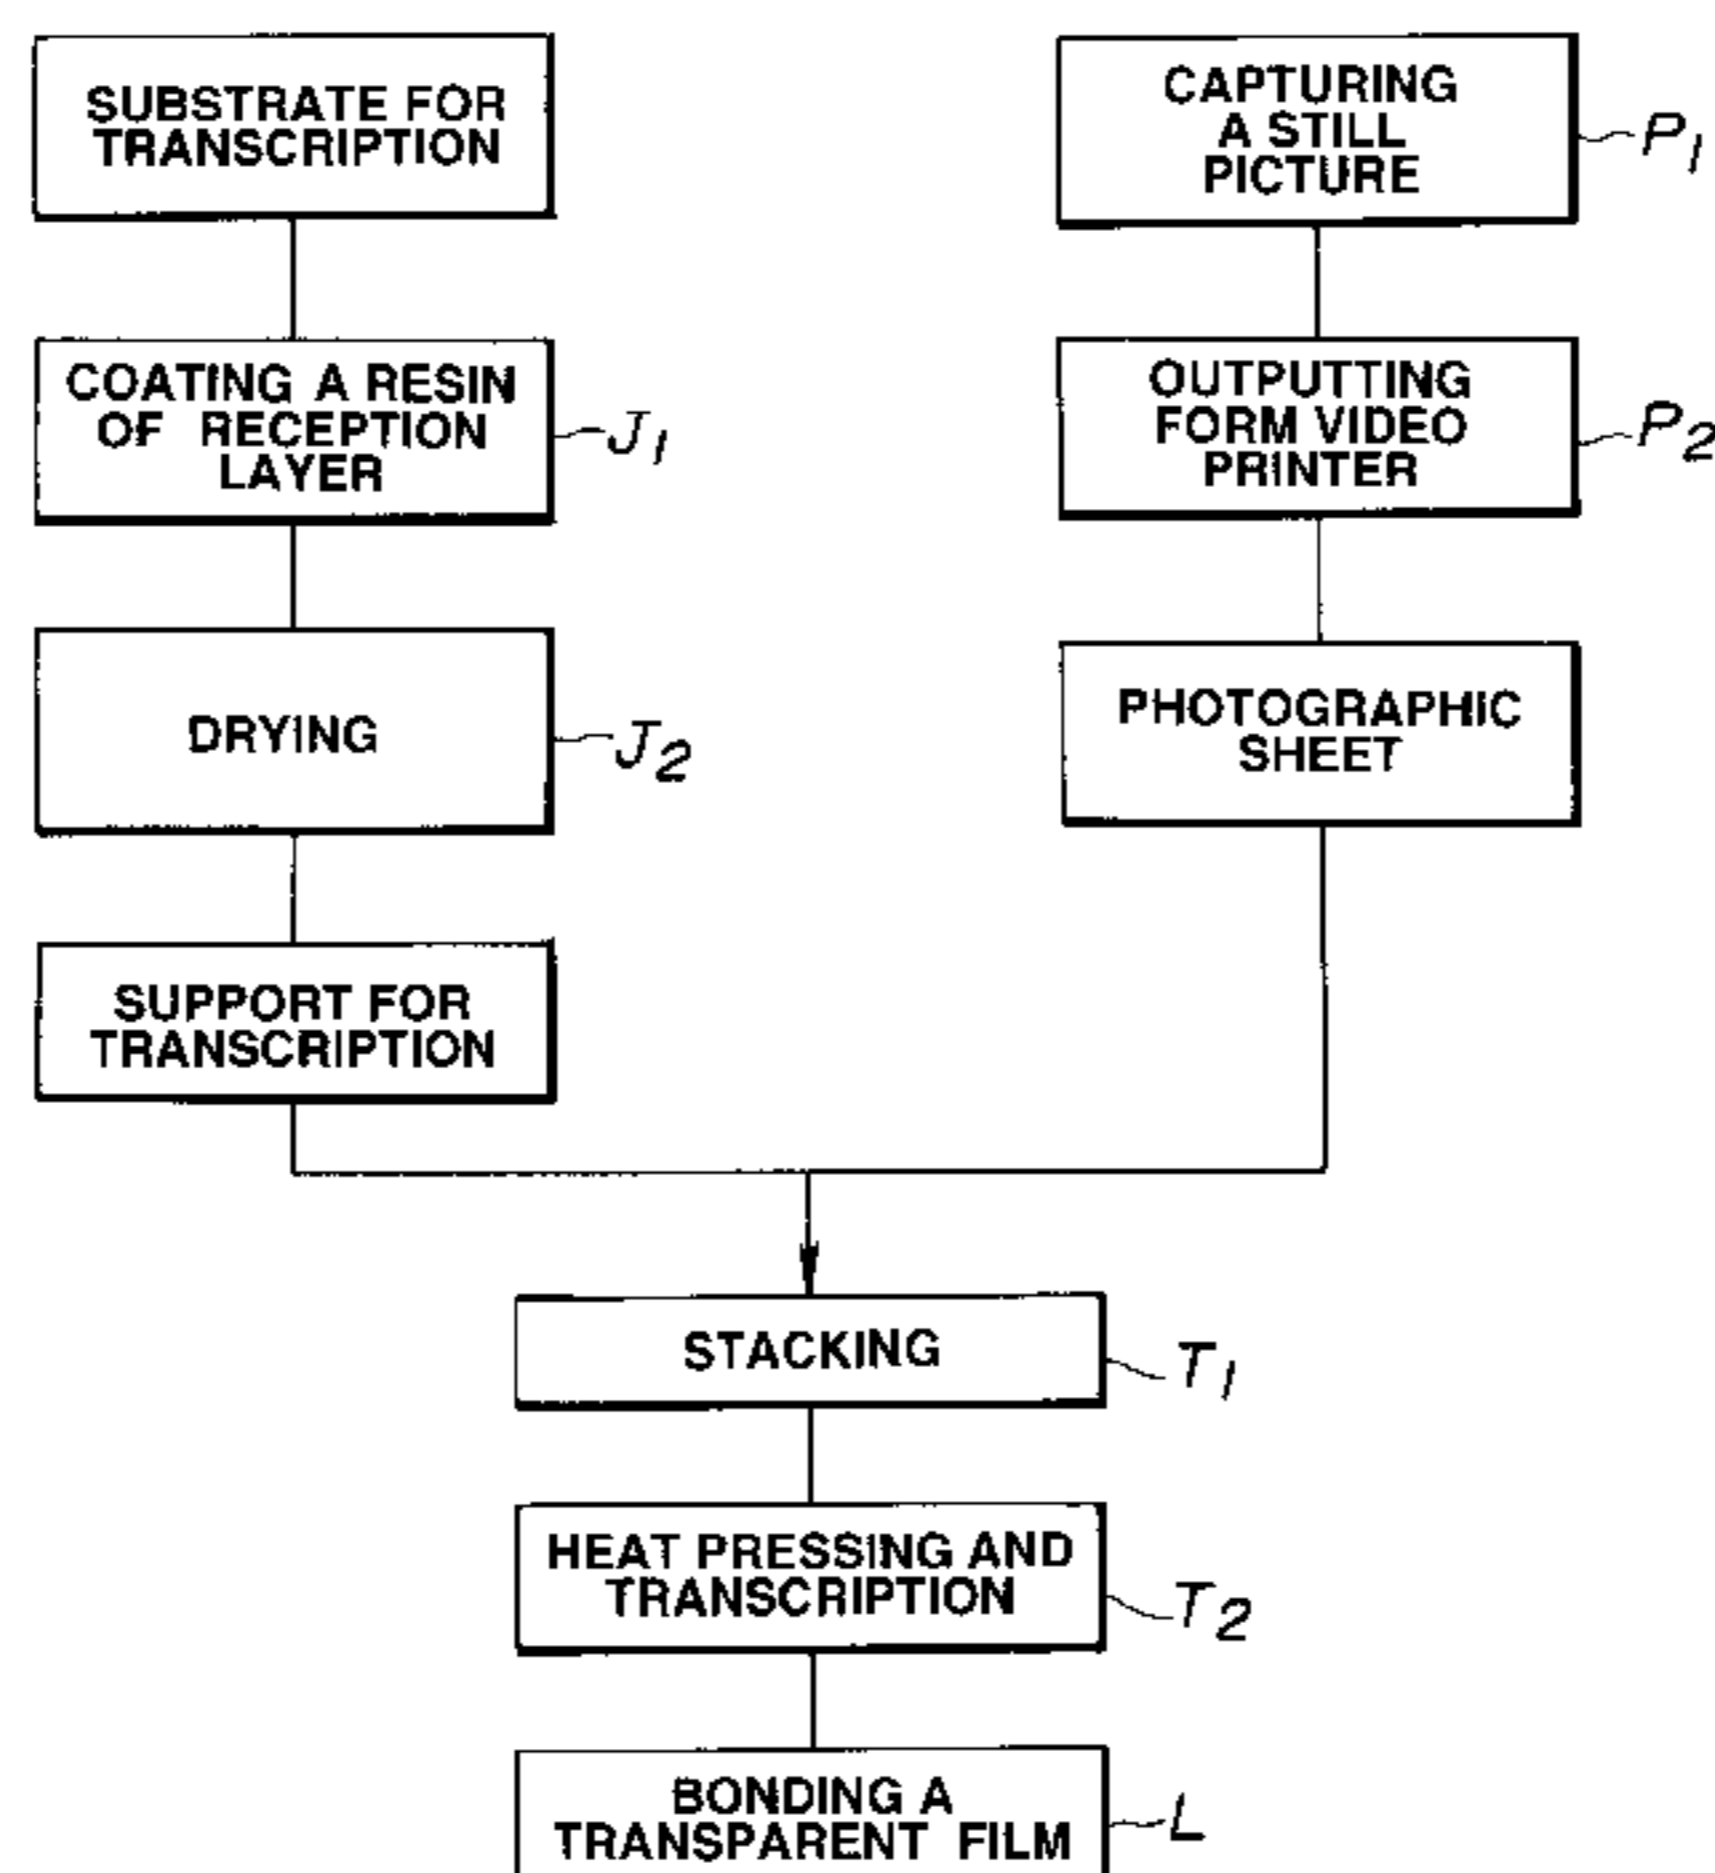 SUBSTRATE FOR
TRANSCRIPTION
COATING A RESIN
OF RECEPTION
LAYER
J1
DRYING
J2
SUPPORT FOR
TRANSCRIPTION
CAPTURING
A STILL
PICTURE
P1
OUTPUTTING
FORM VIDEO
PRINTER
P2
PHOTOGRAPHIC
SHEET
STACKING
T1
HEAT PRESSING AND
TRANSCRIPTION
T2
BONDING A
TRANSPARENT FILM
L